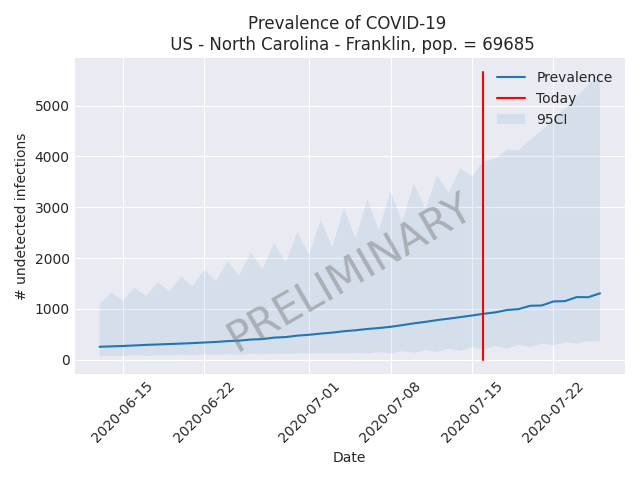 Prevalence of COVID-19
US - North Carolina - Franklin, pop. = 69685
Prevalence
Today
95CI
5000
4000
3000
2000
1000
0
# undetected infections
PRELIMINARY
2020-06-15
2020-06-22
2020-07-01
2020-07-08
2020-07-15
2020-07-22
Date